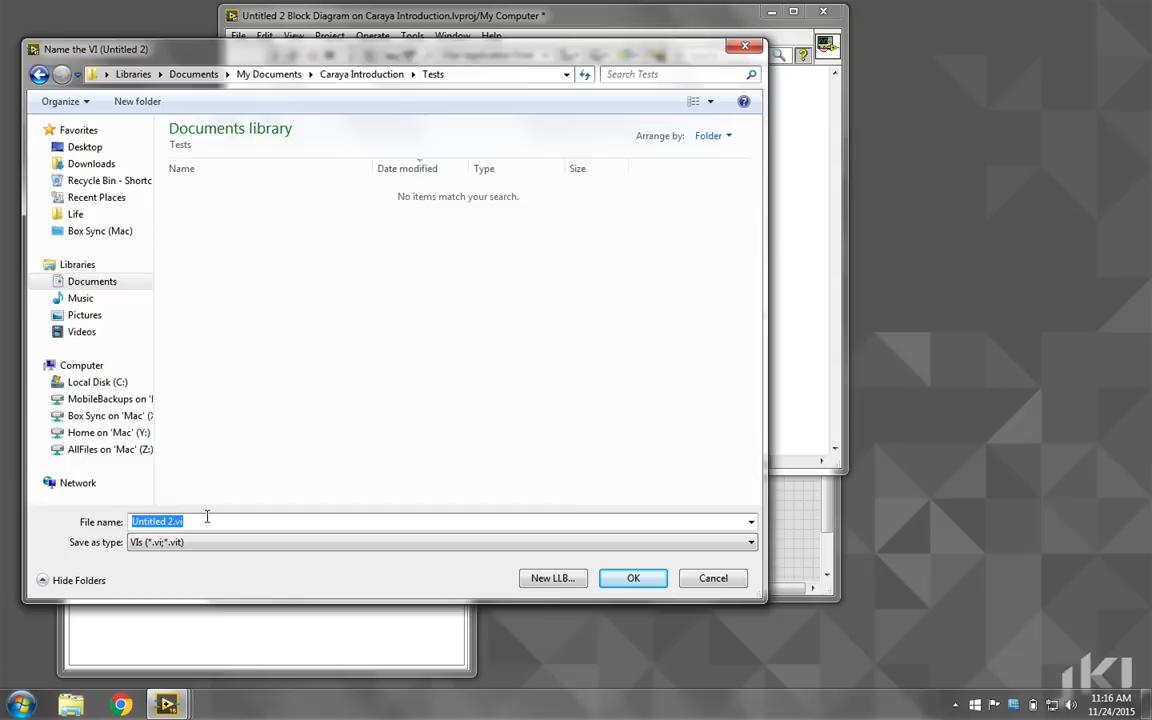 Untitled 2 Block Diagram on Caraya Introduction.lvproj/My Computer *
File Edit View Project Operate Tools Window Help
Name the VI (Untitled 2)
Libraries Documents My Documents Caraya Introduction Tests
Search Tests
Organize New folder
Favorites
Desktop
Downloads
Recycle Bin - Shortc
Recent Places
Life
Box Sync (Mac)
Libraries
Documents
Music
Pictures
Videos
Computer
Local Disk (C:)
MobileBackups on '
Box Sync on 'Mac' (
Home on 'Mac' (Y:)
AllFiles on 'Mac' (Z:)
Network
Documents library
Tests
Arrange by: Folder
Name Date modified Type Size
No items match your search.
File name: Untitled 2.vi
Save as type: VIs (*.vi;*.vit)
Hide Folders
New LLB... OK Cancel
iKI
11:16 AM
11/24/2015